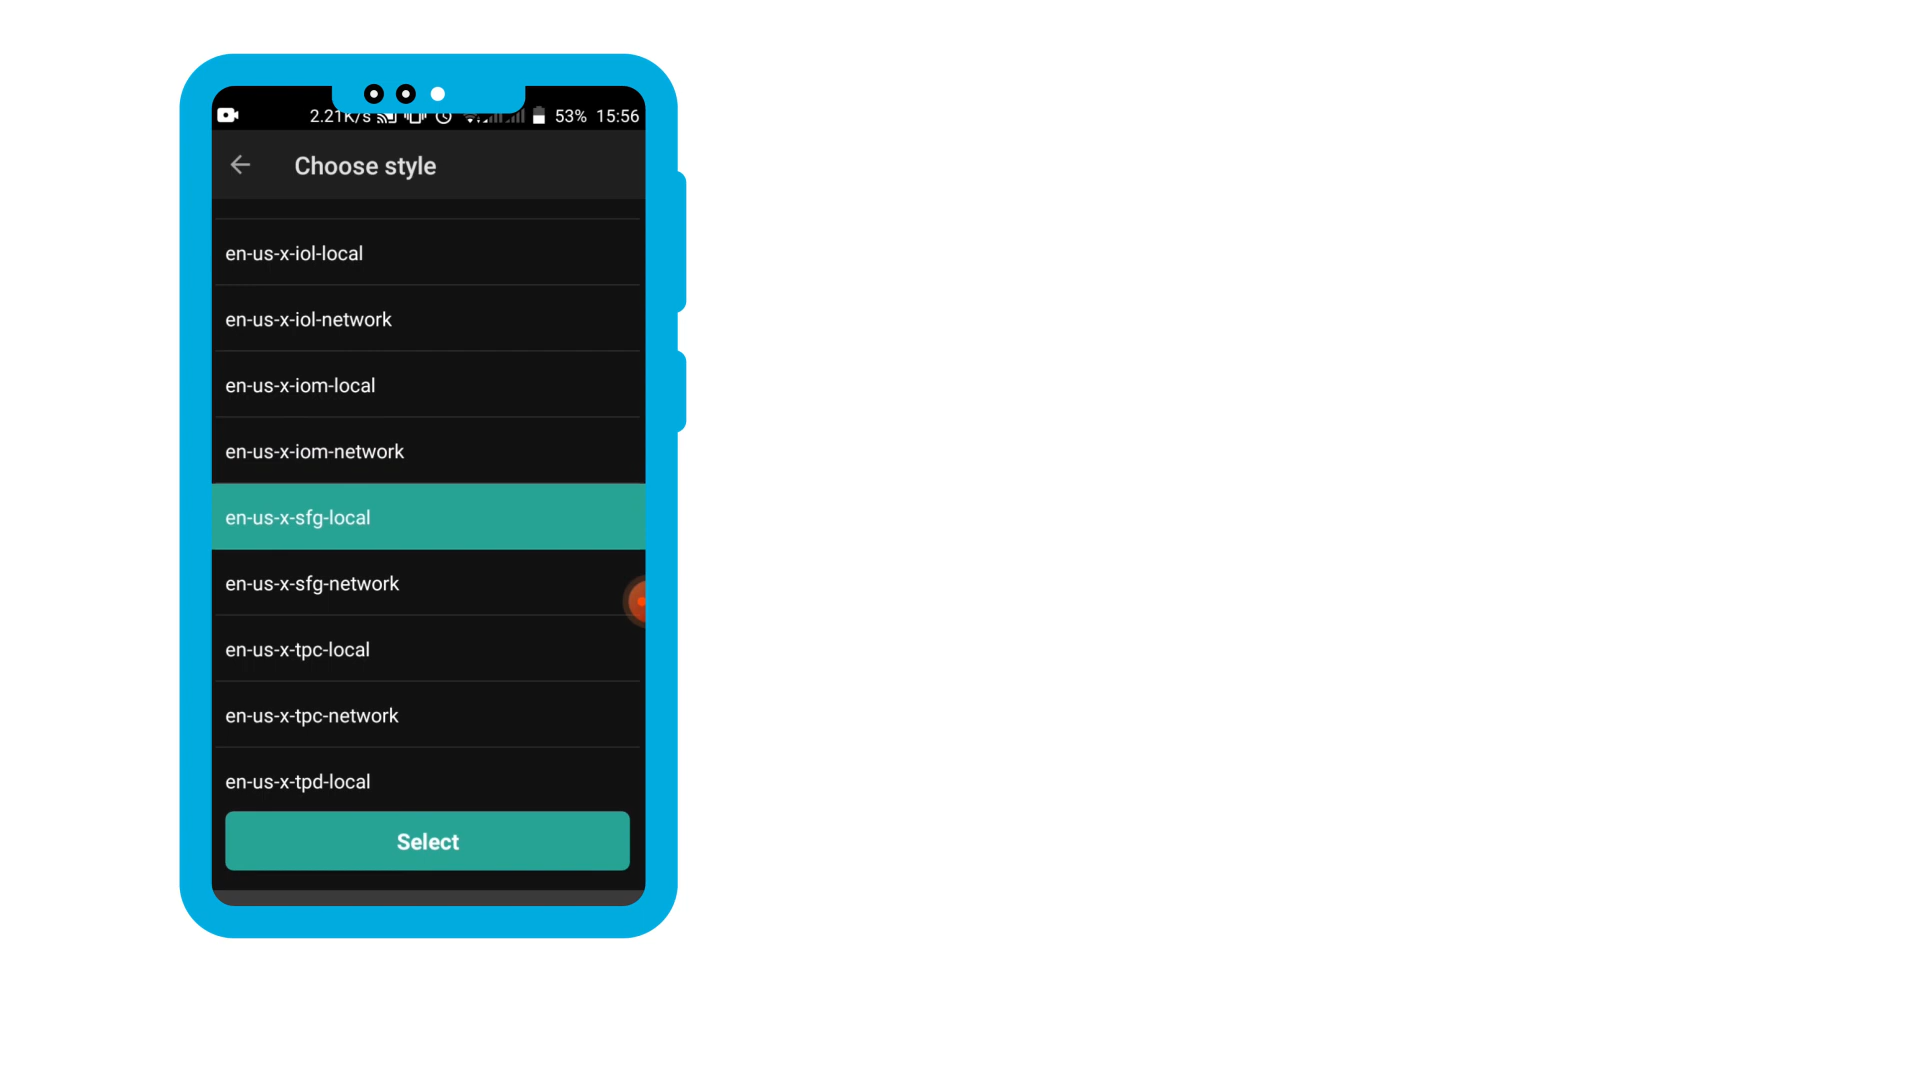 2.21K/s 53% 15:56
Choose style
en-us-x-iol-local
en-us-x-iol-network
en-us-x-iom-local
en-us-x-iom-network
en-us-x-sfg-local
en-us-x-sfg-network
en-us-x-tpc-local
en-us-x-tpc-network
en-us-x-tpd-local
Select